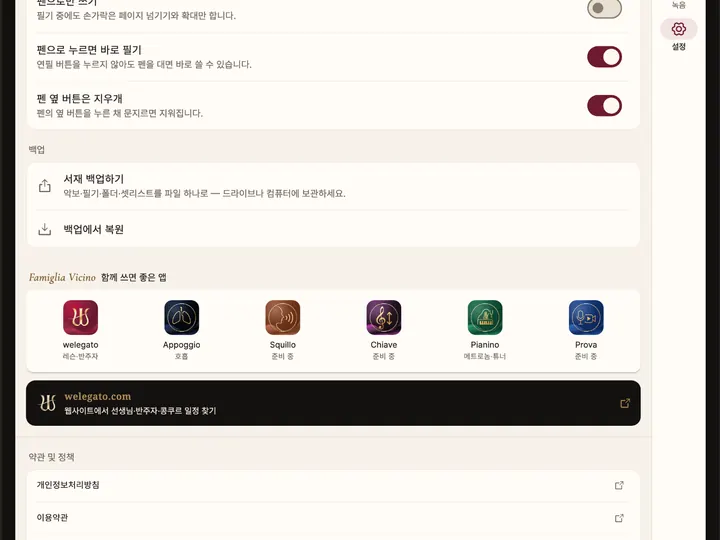 펜으로만 쓰기
필기 중에도 손가락은 페이지 넘기기와 확대만 합니다.
펜으로 누르면 바로 필기
연필 버튼을 누르지 않아도 펜을 대면 바로 쓸 수 있습니다.
펜 옆 버튼은 지우개
펜의 옆 버튼을 누른 채 문지르면 지워집니다.
백업
서재 백업하기
악보·필기·폴더·셋리스트를 파일 하나로 — 드라이브나 컴퓨터에 보관하세요.
백업에서 복원
Famiglia Vicino 함께 쓰면 좋은 앱
welegato
레슨·반주자
Appoggio
호흡
Squillo
준비 중
Chiave
준비 중
Pianino
메트로놈·튜너
Prova
준비 중
welegato.com
웹사이트에서 선생님·반주자·콩쿠르 일정 찾기
약관 및 정책
개인정보처리방침
이용약관
녹음
설정